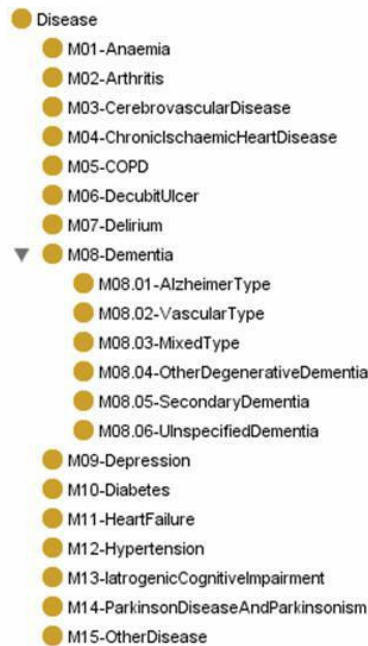 Disease
M01-Anaemia
M02-Arthritis
M03-CerebrovascularDisease
M04-ChronicIschaemicHeartDisease
M05-COPD
M06-DecubitUlcer
M07-Delirium
M08-Dementia
M08.01-AlzheimerType
M08.02-VascularType
M08.03-MixedType
M08.04-OtherDegenerativeDementia
M08.05-SecondaryDementia
M08.06-UInspecifiedDementia
M09-Depression
M10-Diabetes
M11-HeartFailure
M12-Hypertension
M13-IatrogenicCognitiveImpairment
M14-ParkinsonDiseaseAndParkinsonism
M15-OtherDisease